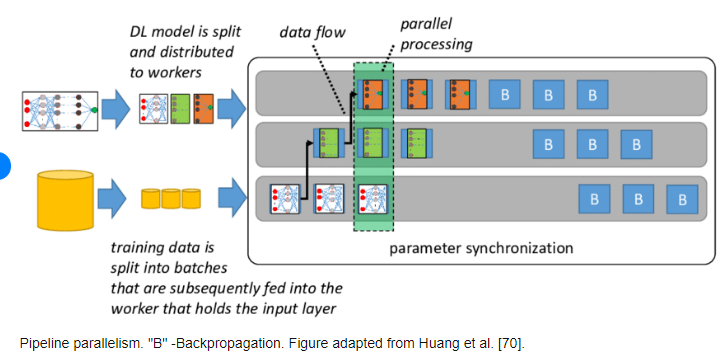 DL model is split
and distributed
to workers
data flow
parallel
processing
B B B
B B B
B B B
parameter synchronization
training data is
split into batches
that are subsequently fed into the
worker that holds the input layer
Pipeline parallelism. "B" -Backpropagation. Figure adapted from Huang et al. [70].